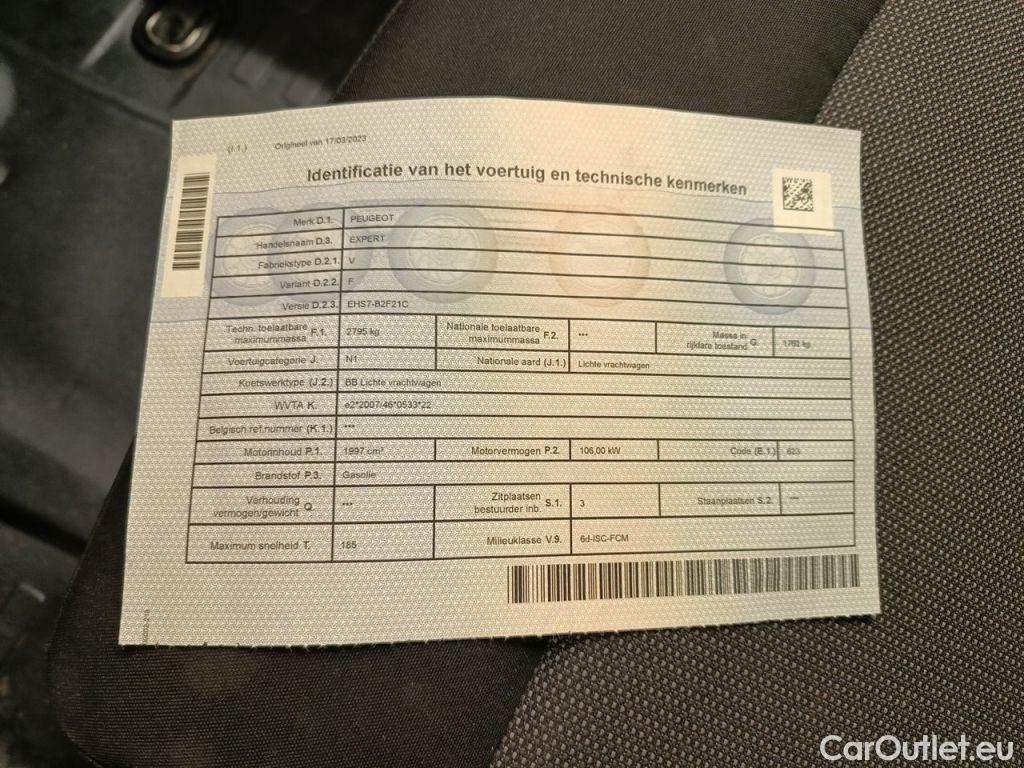 (I.1.) Origineel van 17/03/2023
Identificatie van het voertuig en technische kenmerken
Merk D.1. PEUGEOT
Handelsnaam D.3. EXPERT
Fabriekstype D.2.1. V
Variant D.2.2. F
Versie D.2.3. EHS7-B2F21C
Techn. toelaatbare maximummassa F.1. 2795 kg Nationale toelaatbare maximummassa F.2. *** Massa in rijklare toestand G. 1752 kg
Voertuigcategorie J. N1 Nationale aard (J.1.) Lichte vrachtwagen
Koetswerktype (J.2.) BB Lichte vrachtwagen
WVTA K. e2*2007/46*0533*22
Belgisch ref.nummer (K.1.) ***
Motorinhoud P.1. 1997 cm³ Motorvermogen P.2. 106,00 kW Code (E.1.) 623
Brandstof P.3. Gasolie
Verhouding vermogen/gewicht Q. *** Zitplaatsen bestuurder inb. S.1. 3 Staanplaatsen S.2. ***
Maximum snelheid T. 185 Milieuklasse V.9. 6d-ISC-FCM
CarOutlet.eu